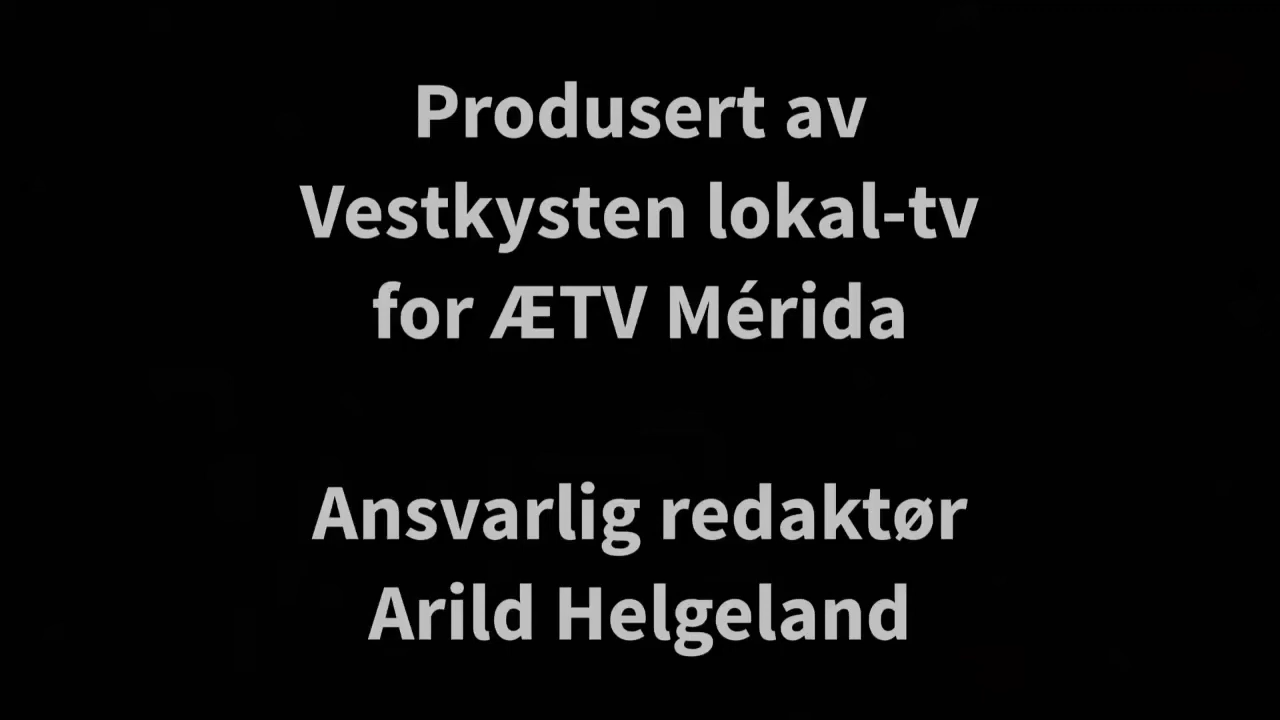 Produsert av
Vestkysten lokal-tv
for ÆTV Mérida
Ansvarlig redaktør
Arild Helgeland